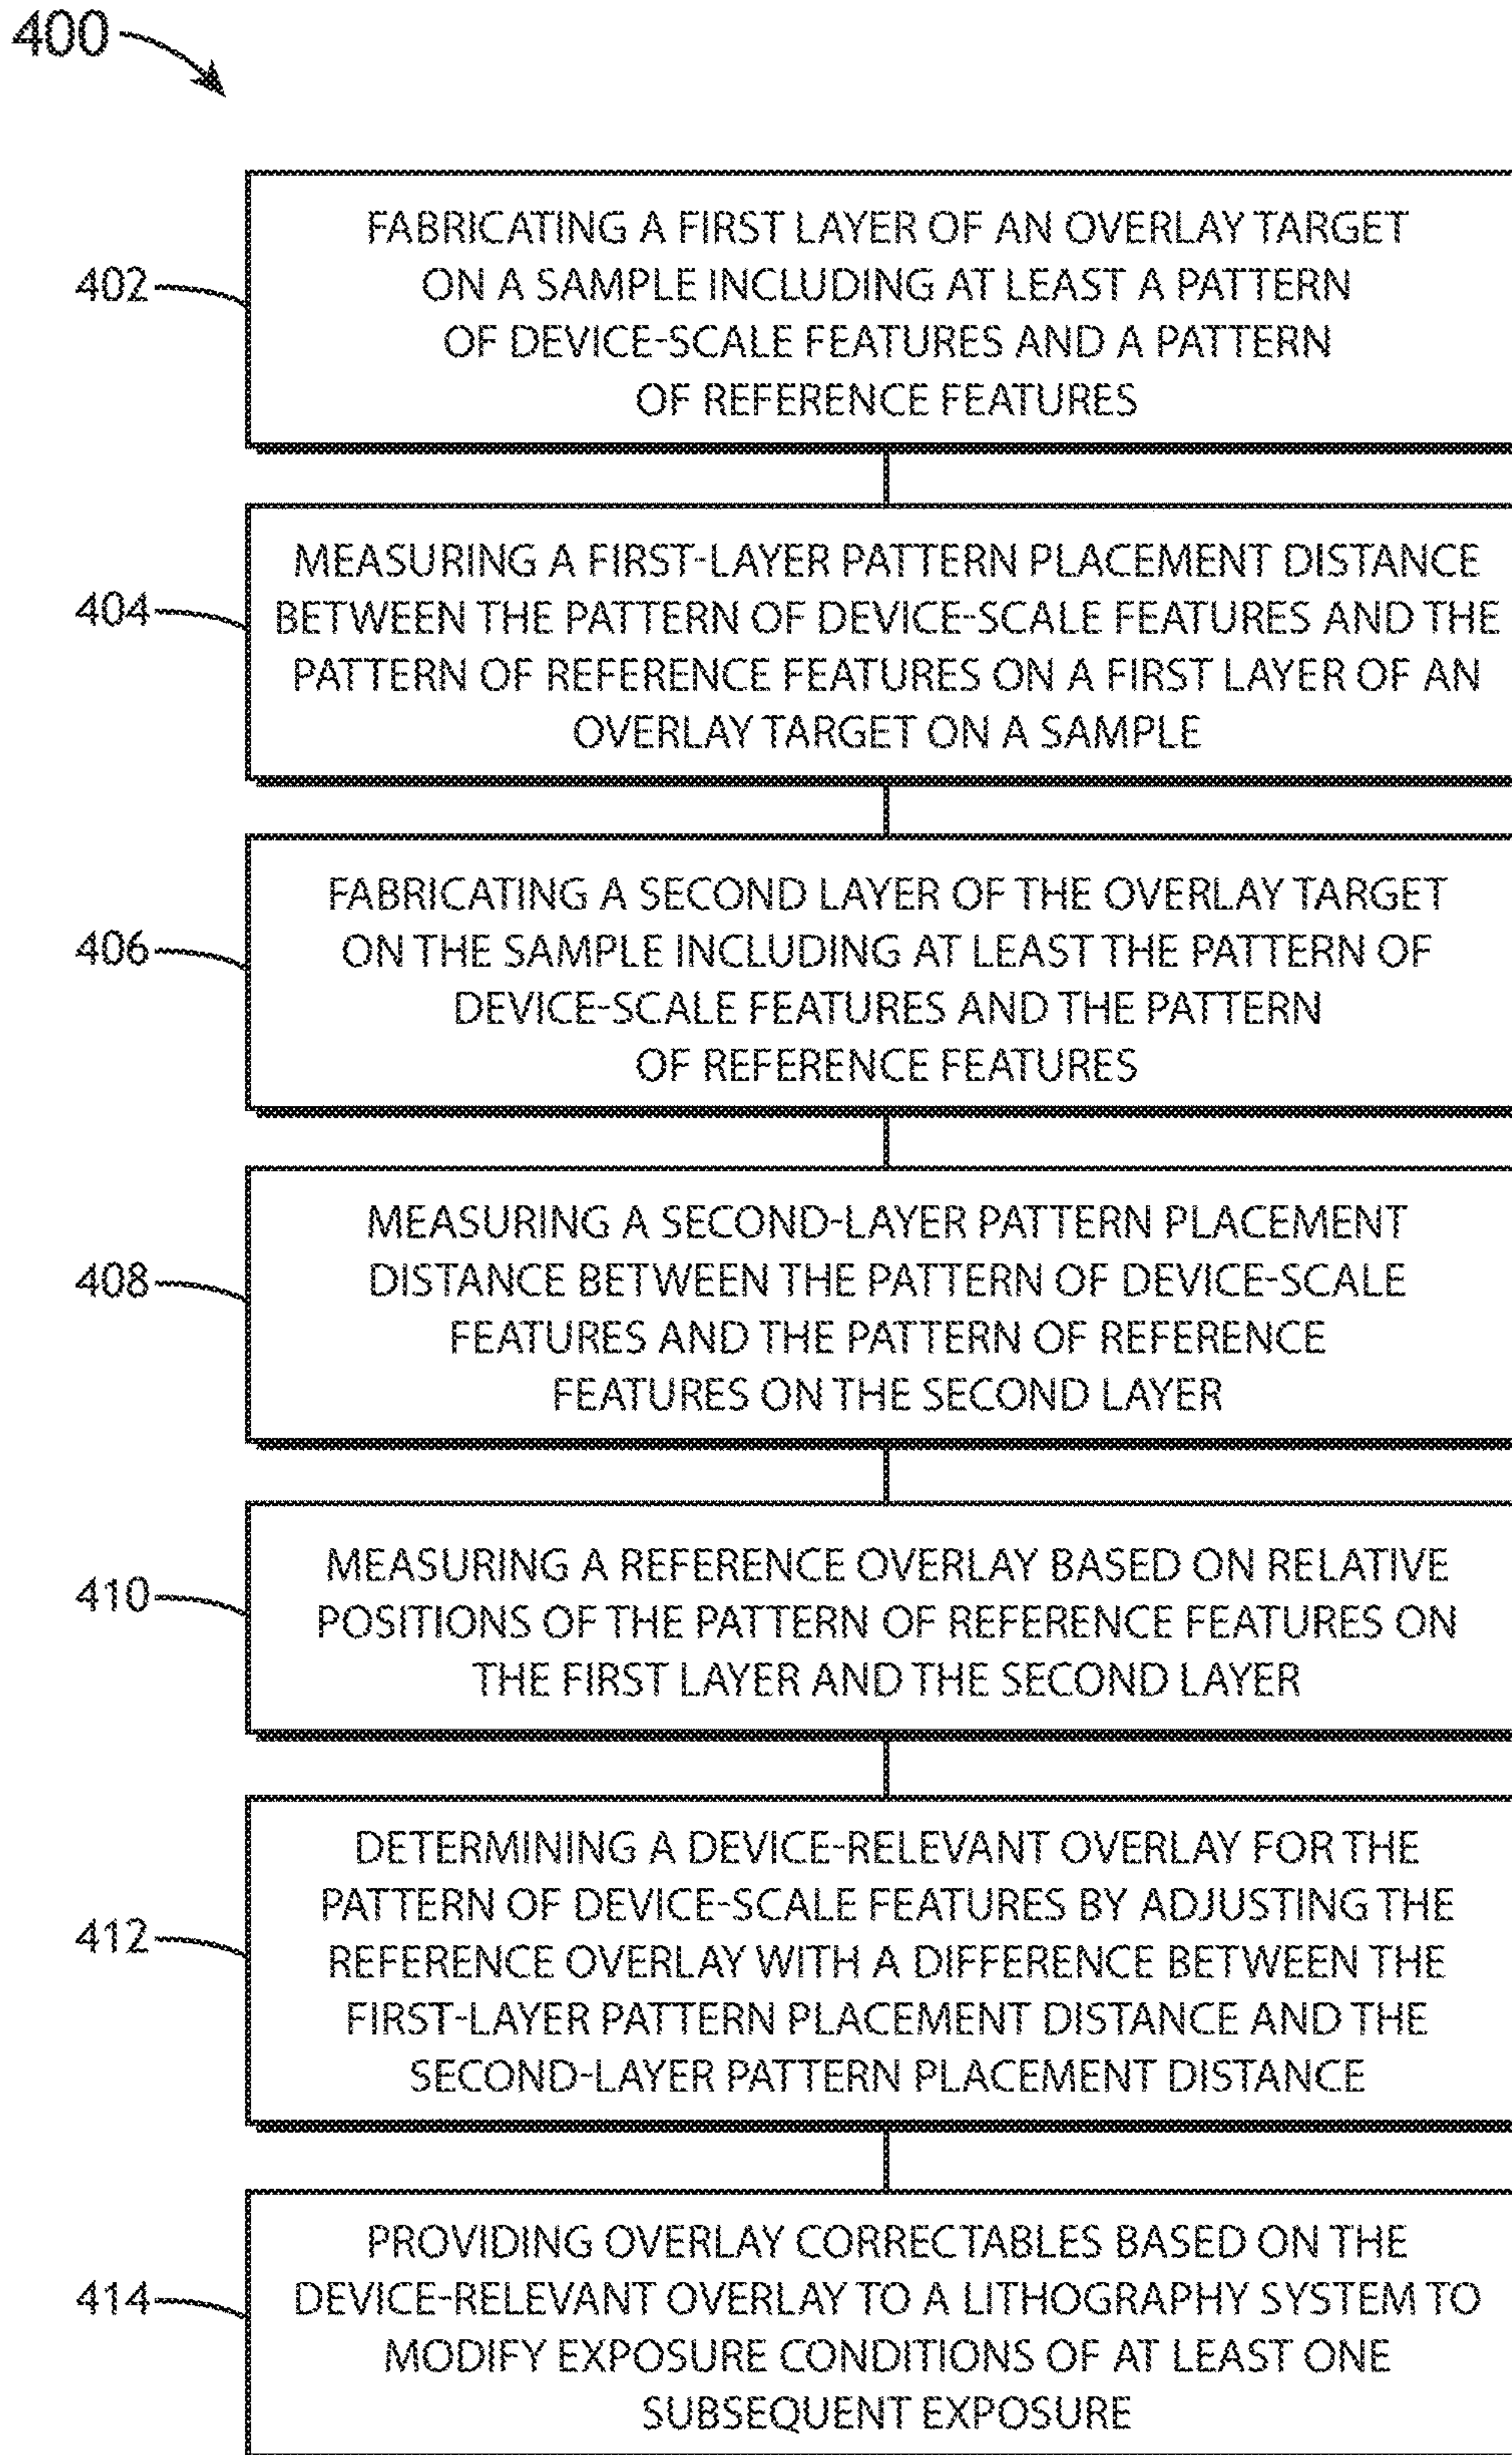 400
402
FABRICATING A FIRST LAYER OF AN OVERLAY TARGET
ON A SAMPLE INCLUDING AT LEAST A PATTERN
OF DEVICE-SCALE FEATURES AND A PATTERN
OF REFERENCE FEATURES
404
MEASURING A FIRST-LAYER PATTERN PLACEMENT DISTANCE
BETWEEN THE PATTERN OF DEVICE-SCALE FEATURES AND THE
PATTERN OF REFERENCE FEATURES ON A FIRST LAYER OF AN
OVERLAY TARGET ON A SAMPLE
406
FABRICATING A SECOND LAYER OF THE OVERLAY TARGET
ON THE SAMPLE INCLUDING AT LEAST THE PATTERN OF
DEVICE-SCALE FEATURES AND THE PATTERN
OF REFERENCE FEATURES
408
MEASURING A SECOND-LAYER PATTERN PLACEMENT
DISTANCE BETWEEN THE PATTERN OF DEVICE-SCALE
FEATURES AND THE PATTERN OF REFERENCE
FEATURES ON THE SECOND LAYER
410
MEASURING A REFERENCE OVERLAY BASED ON RELATIVE
POSITIONS OF THE PATTERN OF REFERENCE FEATURES ON
THE FIRST LAYER AND THE SECOND LAYER
412
DETERMINING A DEVICE-RELEVANT OVERLAY FOR THE
PATTERN OF DEVICE-SCALE FEATURES BY ADJUSTING THE
REFERENCE OVERLAY WITH A DIFFERENCE BETWEEN THE
FIRST-LAYER PATTERN PLACEMENT DISTANCE AND THE
SECOND-LAYER PATTERN PLACEMENT DISTANCE
414
PROVIDING OVERLAY CORRECTABLES BASED ON THE
DEVICE-RELEVANT OVERLAY TO A LITHOGRAPHY SYSTEM TO
MODIFY EXPOSURE CONDITIONS OF AT LEAST ONE
SUBSEQUENT EXPOSURE